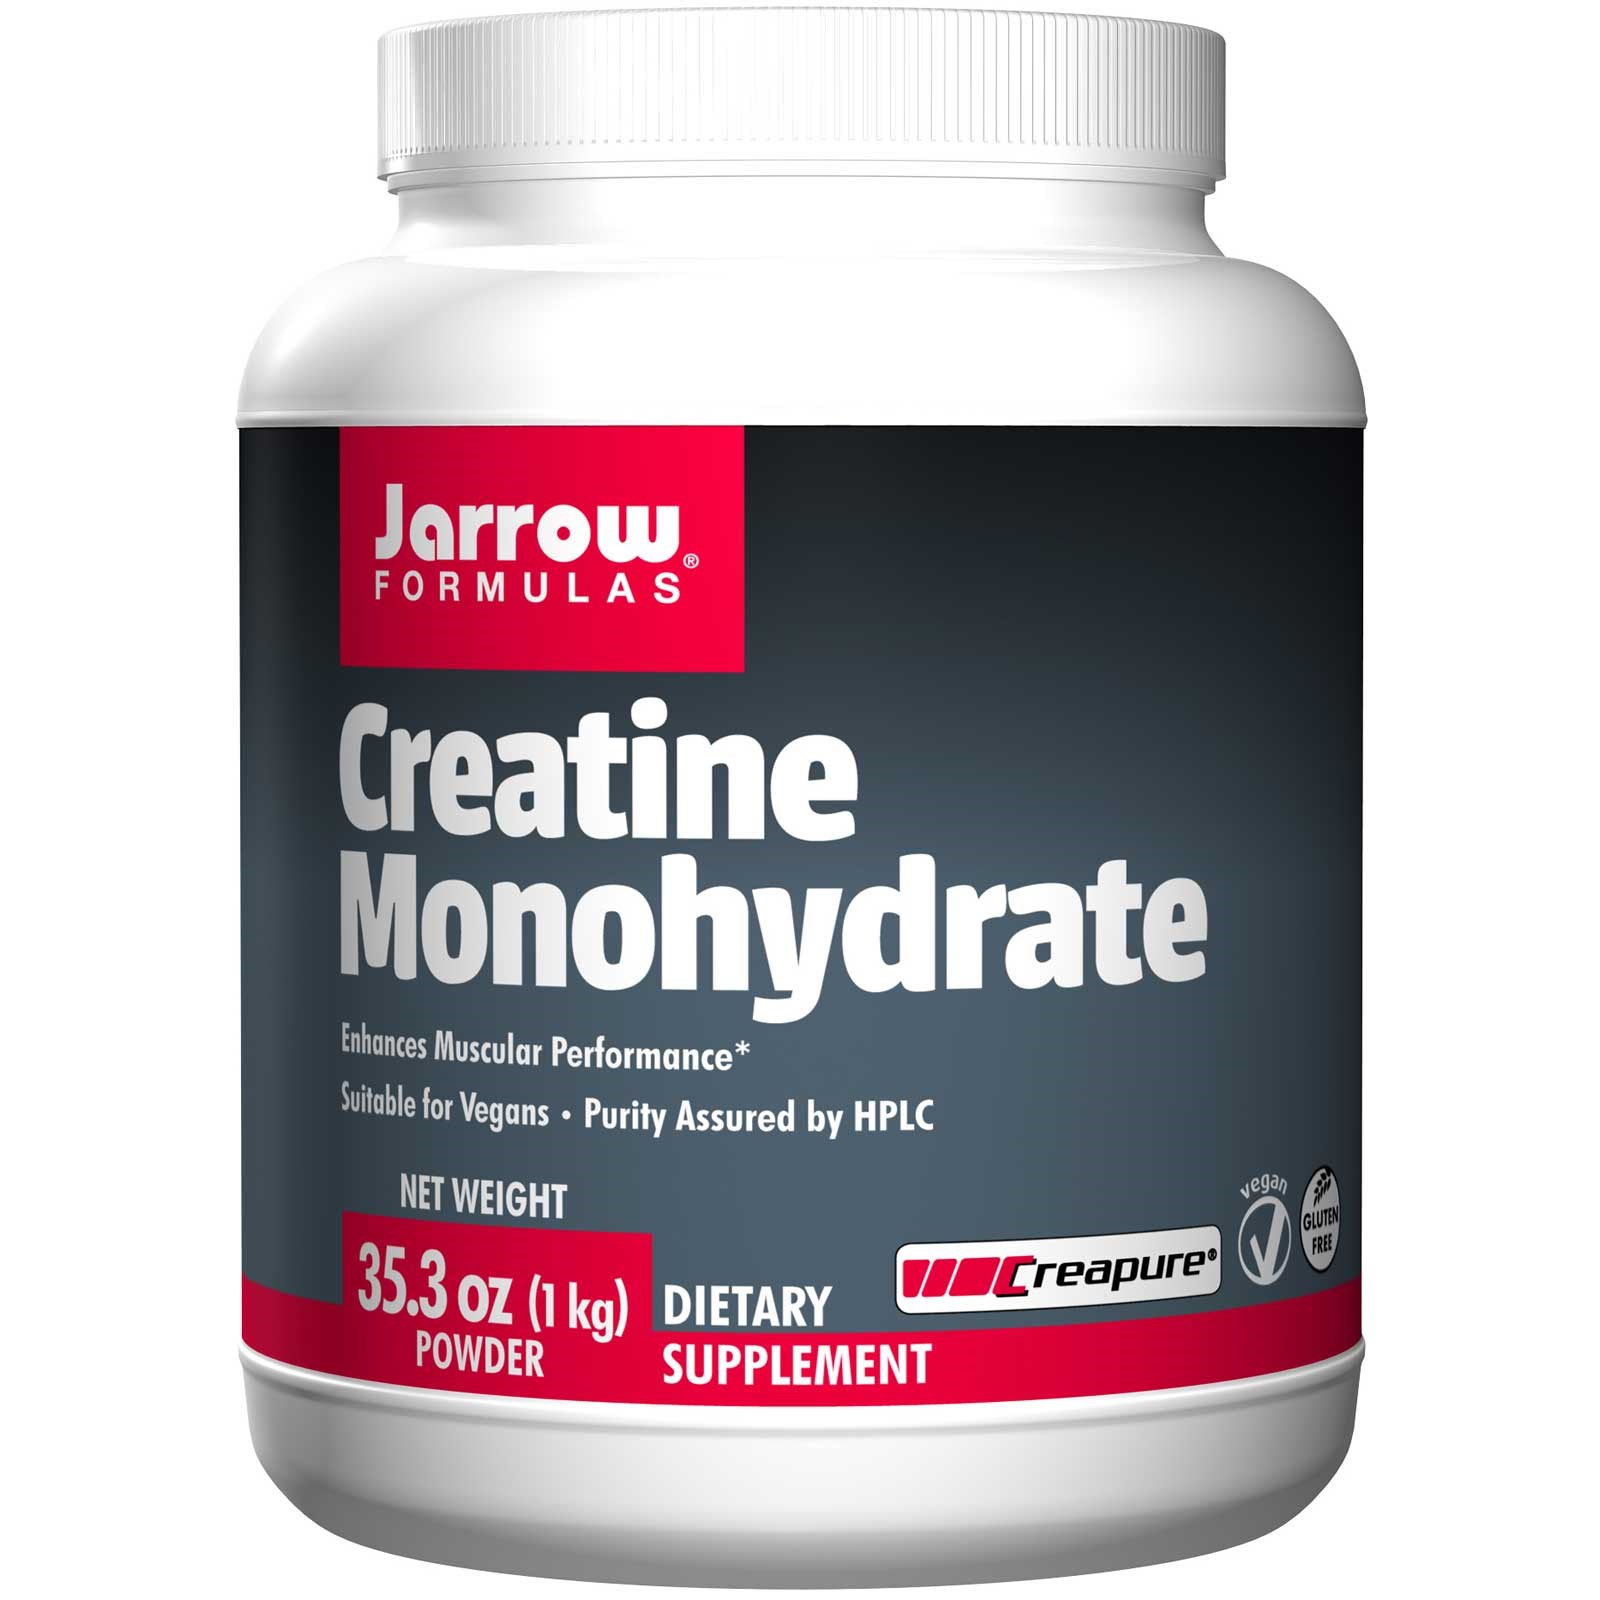 Jarrow®
FORMULAS
Creatine
Monohydrate
Enhances Muscular Performance*
Suitable for Vegans • Purity Assured by HPLC
NET WEIGHT
35.3 oz (1 kg)
POWDER
DIETARY
SUPPLEMENT
Creapure®
vegan
GLUTEN
FREE